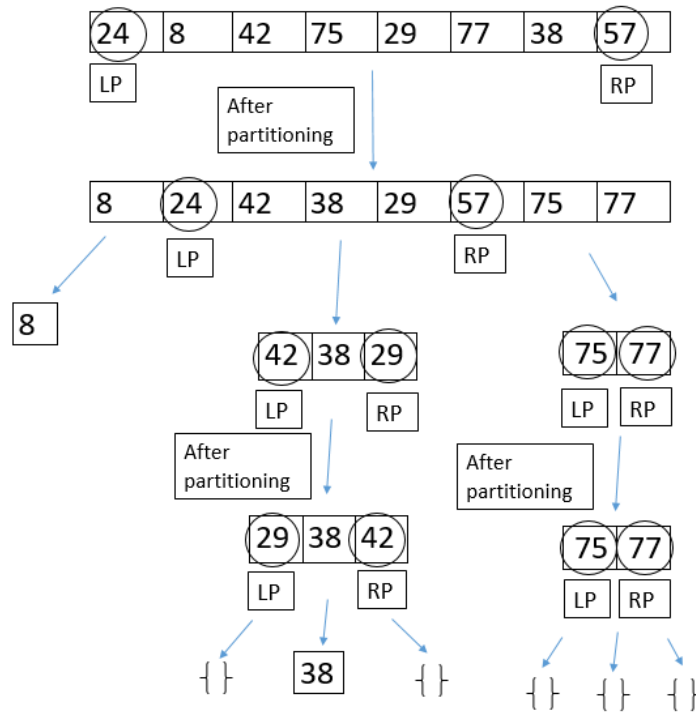 24 8 42 75 29 77 38 57
LP RP
After
partitioning
8 24 42 38 29 57 75 77
LP RP
8
42 38 29
75 77
LP RP
LP RP
After
partitioning
After
partitioning
29 38 42
75 77
LP RP
LP RP
{ } 38 { }
{ } { } { }